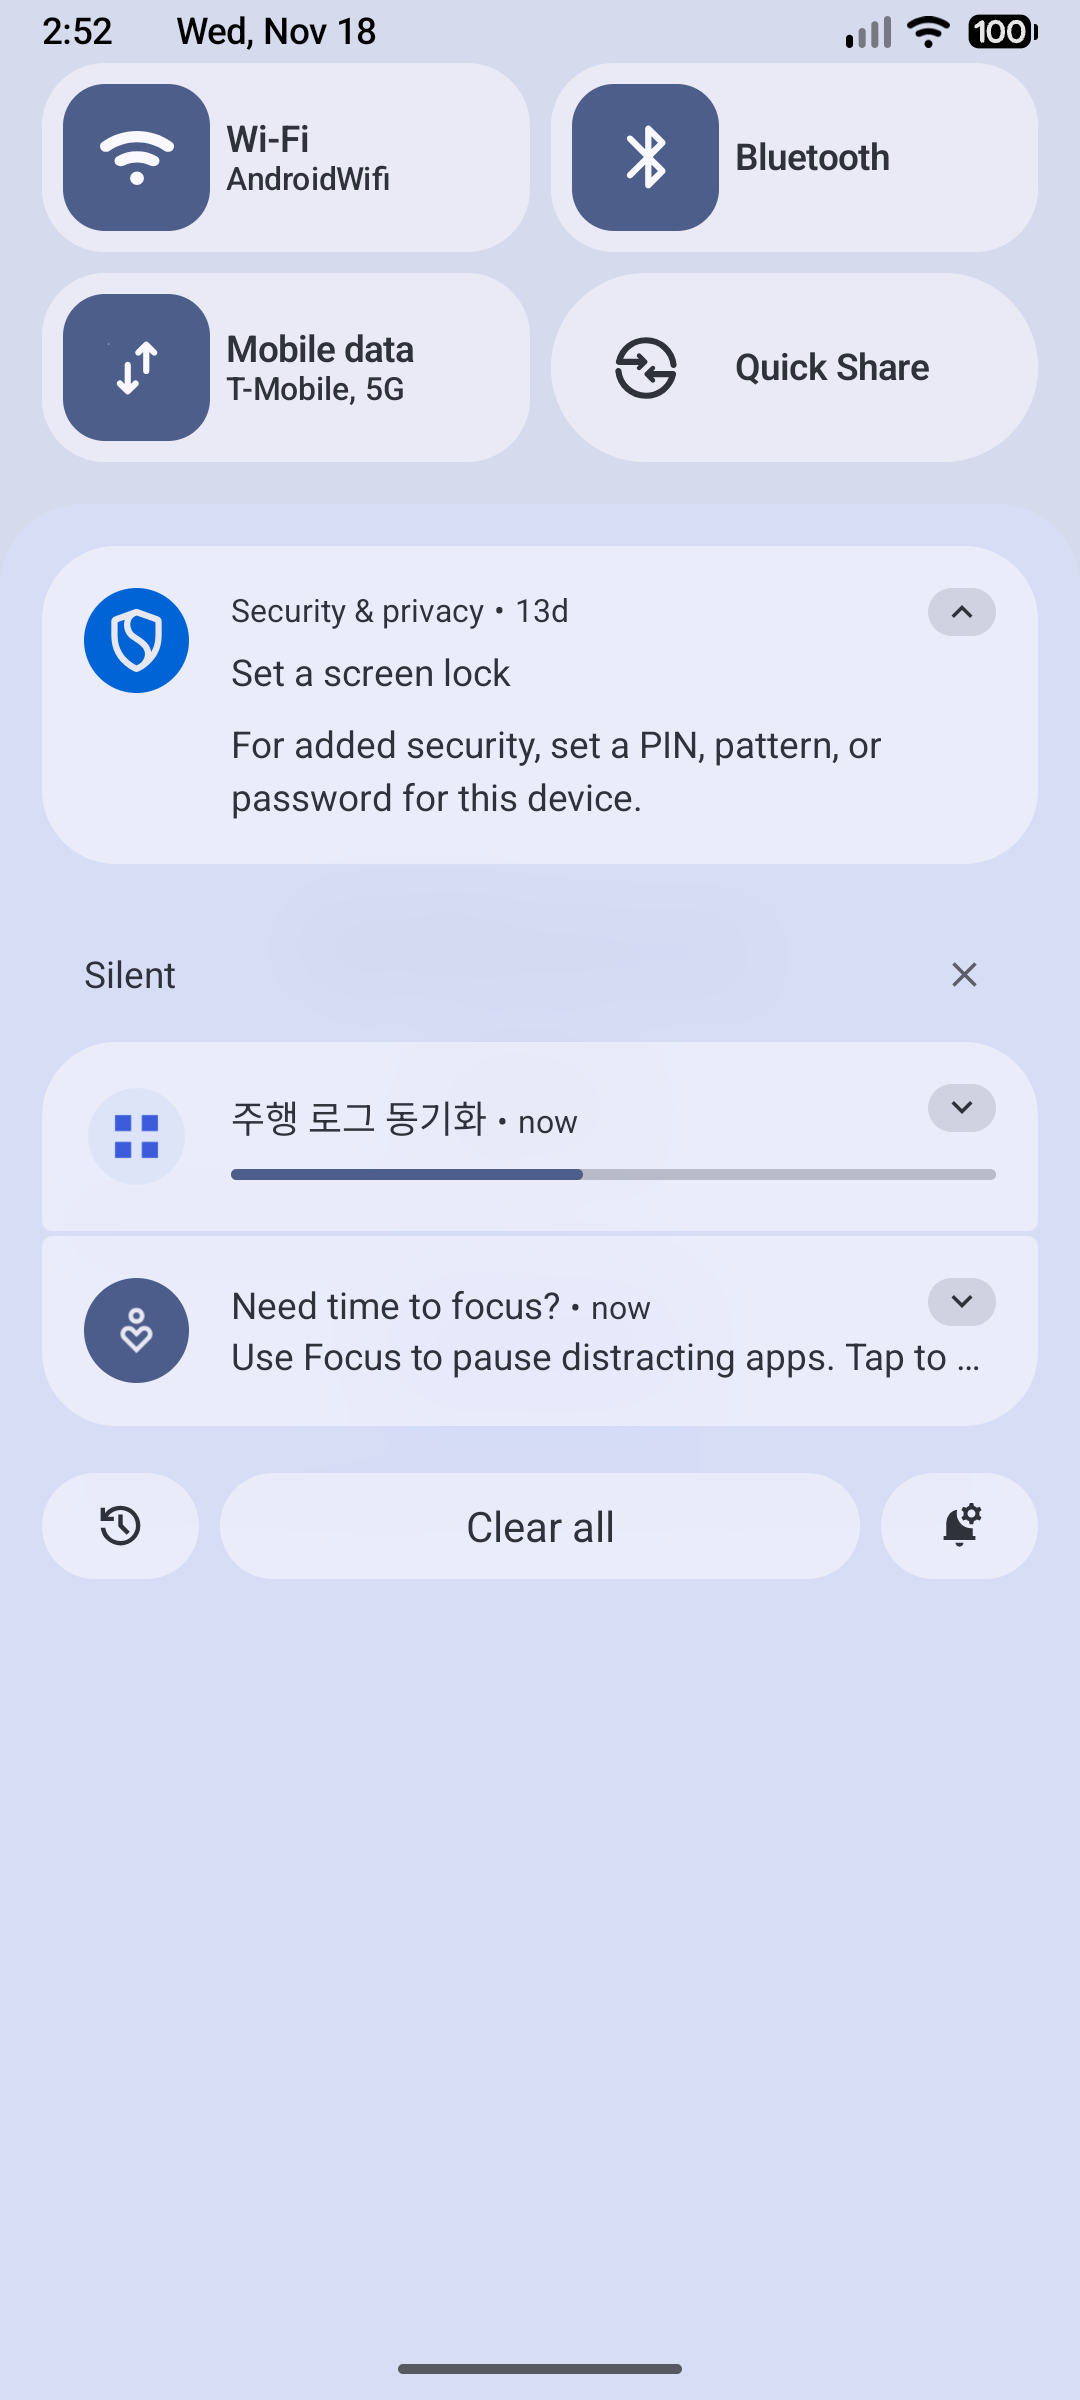 2:52 Wed, Nov 18 100
Wi-Fi
AndroidWifi
Bluetooth
Mobile data
T-Mobile, 5G
Quick Share
Security & privacy • 13d
Set a screen lock
For added security, set a PIN, pattern, or
password for this device.
Silent
주행 로그 동기화 • now
Need time to focus? • now
Use Focus to pause distracting apps. Tap to …
Clear all